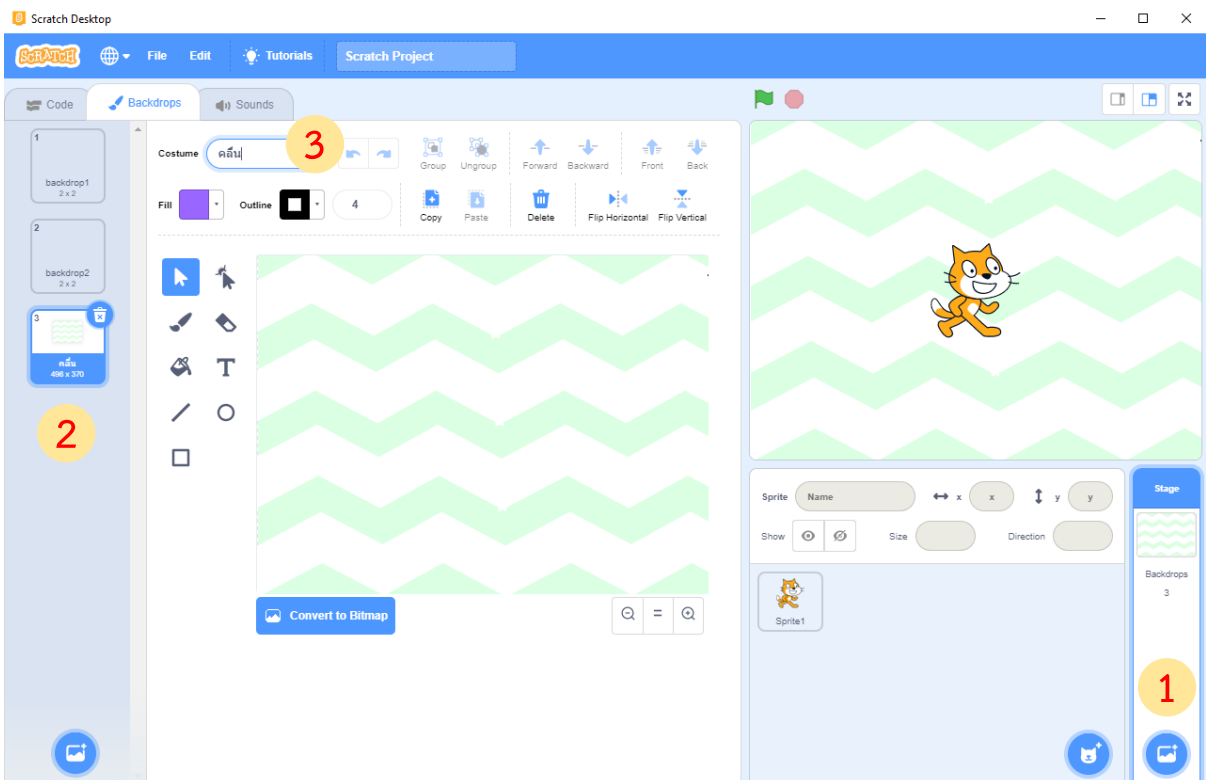 Scratch Desktop
SCRATCH File Edit Tutorials Scratch Project
Code Backdrops Sounds
1
backdrop1
2 x 2
2
backdrop2
2 x 2
3
คลื่น
496 x 370
2
Costume คลื่น 3
Group Ungroup Forward Backward Front Back
Fill Outline 4
Copy Paste Delete Flip Horizontal Flip Vertical
T
Convert to Bitmap
=
Sprite Name x x y y
Show Size Direction
Sprite1
Stage
Backdrops
3
1